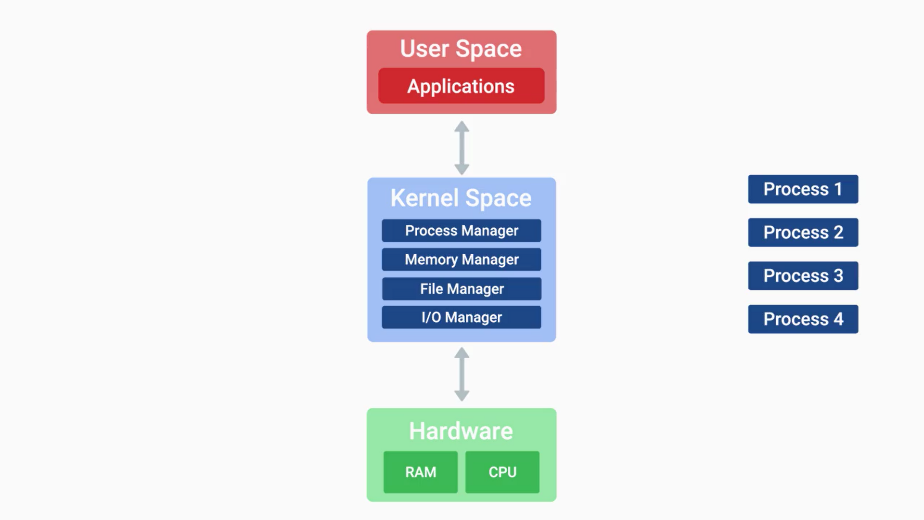 User Space
Applications
Kernel Space
Process Manager
Memory Manager
File Manager
I/O Manager
Hardware
RAM CPU
Process 1
Process 2
Process 3
Process 4